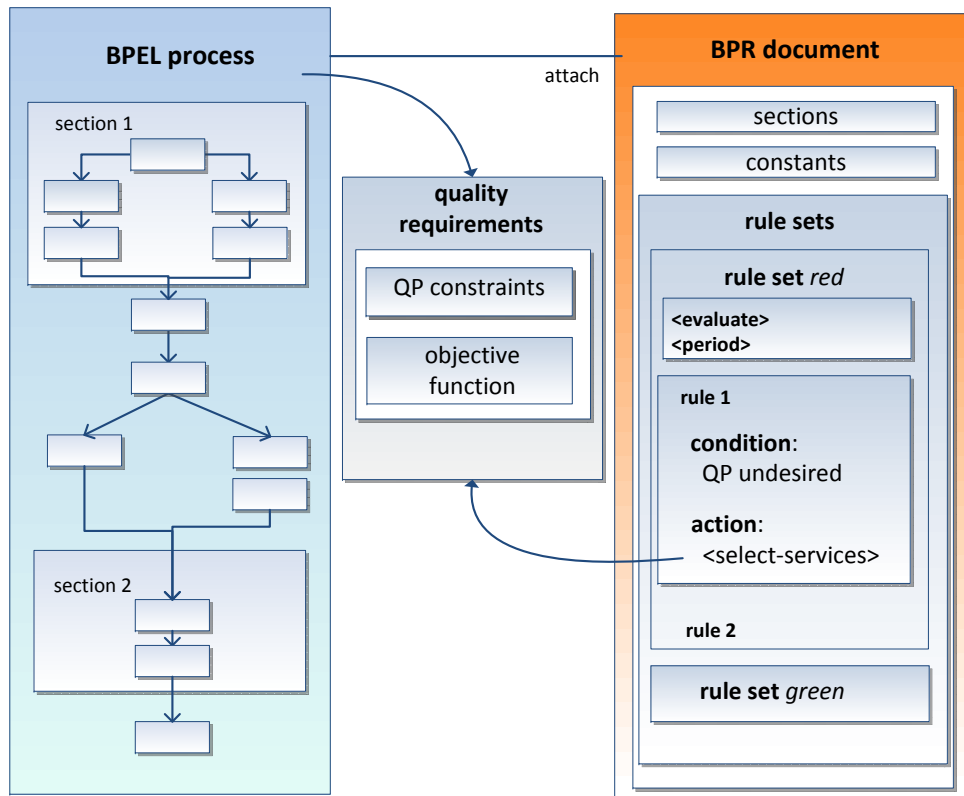 BPEL process
section 1
section 2
attach
quality
requirements
QP constraints
objective
function
BPR document
sections
constants
rule sets
rule set red
<evaluate>
<period>
rule 1
condition:
QP undesired
action:
<select-services>
rule 2
rule set green